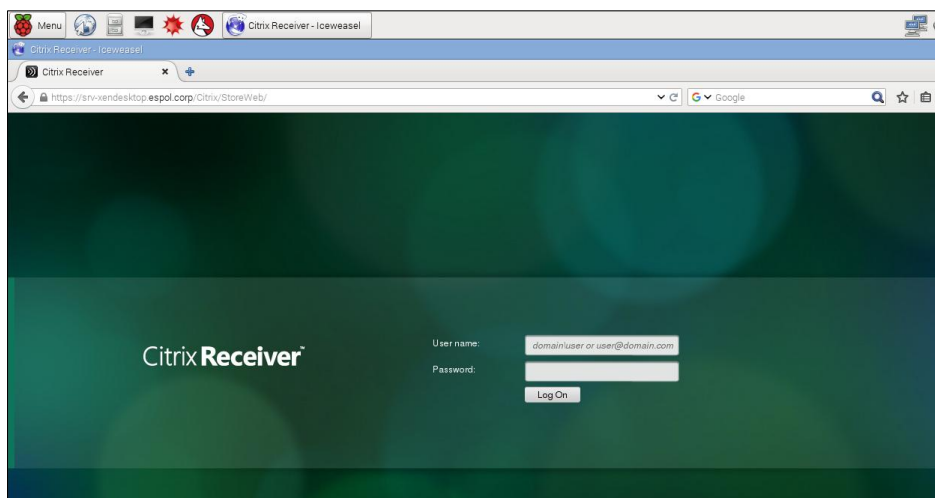 Menu
Citrix Receiver - Iceweasel
Citrix Receiver - Iceweasel
Citrix Receiver
https://srv-xendesktop.espol.corp/Citrix/StoreWeb/
Google
Citrix Receiver™
User name:
domain\user or user@domain.com
Password:
Log On